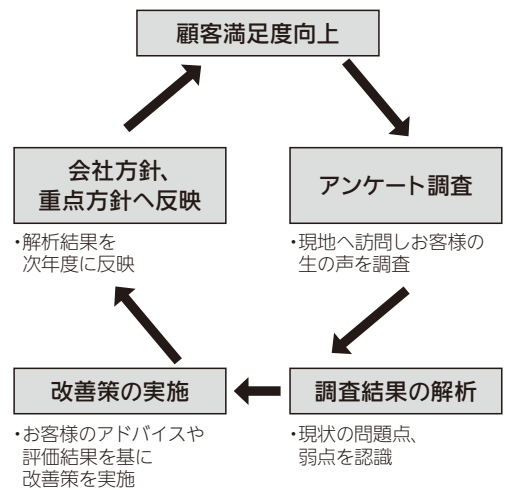 顧客満足度向上
会社方針、
重点方針へ反映
・解析結果を
次年度に反映
アンケート調査
・現地へ訪問しお客様の
生の声を調査
改善策の実施
・お客様のアドバイスや
評価結果を基に
改善策を実施
調査結果の解析
・現状の問題点、
弱点を認識